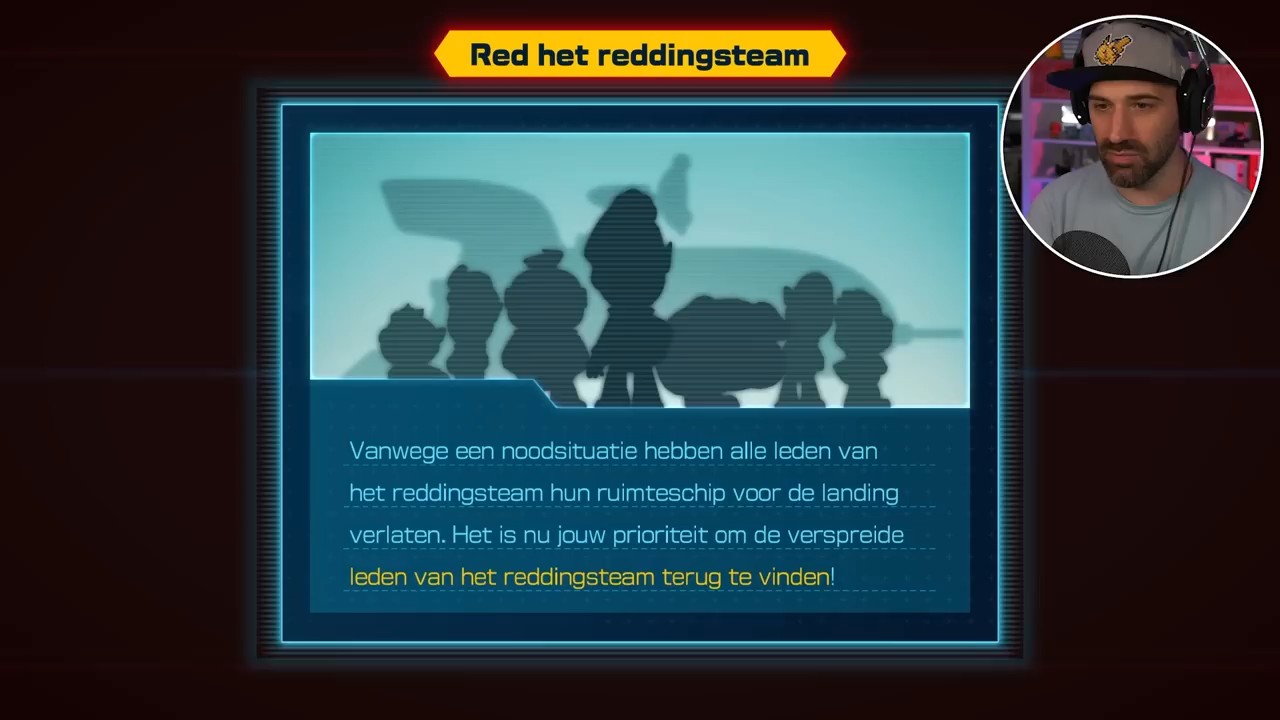 Red het reddingsteam
Vanwege een noodsituatie hebben alle leden van
het reddingsteam hun ruimteschip voor de landing
verlaten. Het is nu jouw prioriteit om de verspreide
leden van het reddingsteam terug te vinden!